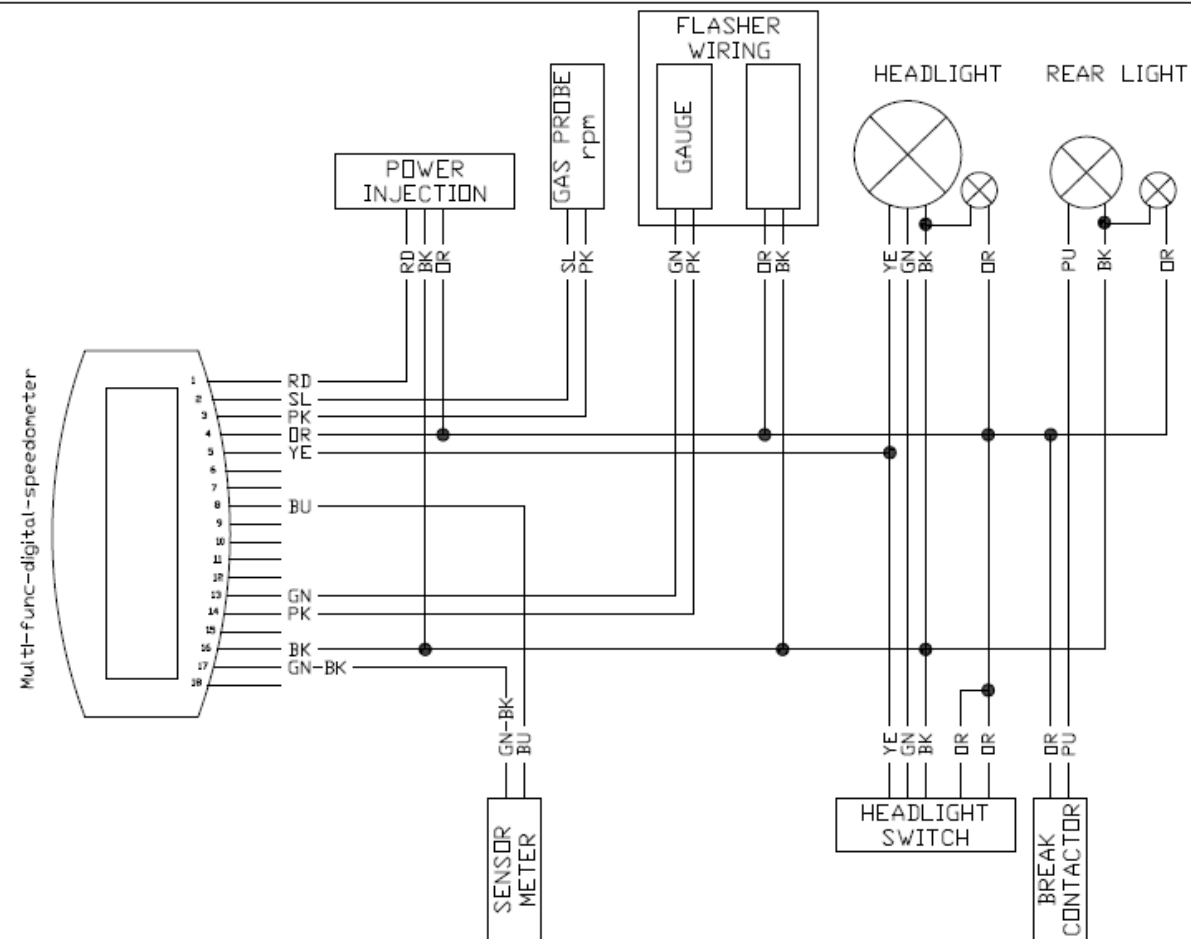 FLASHER
WIRING
HEADLIGHT
REAR LIGHT
GAS PROBE
rpm
GAUGE
POWER
INJECTION
RD
BK
OR
SL
PK
GN
PK
OR
BK
YE
GN
BK
OR
PU
BK
OR
Multi-func-digital-speedometer
1 RD
2 SL
3 PK
4 OR
5 YE
6
7
8 BU
9
10
11
12
13 GN
14 PK
15
16 BK
17 GN-BK
18
GN-BK
BU
YE
GN
BK
OR
OR
OR
PU
SENSOR
METER
HEADLIGHT
SWITCH
BREAK
CONTACTOR